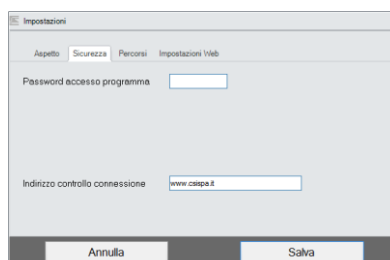 Impostazioni
Aspetto Sicurezza Percorsi Impostazioni Web
Password accesso programma
Indirizzo controllo connessione www.csispa.it
Annulla Salva